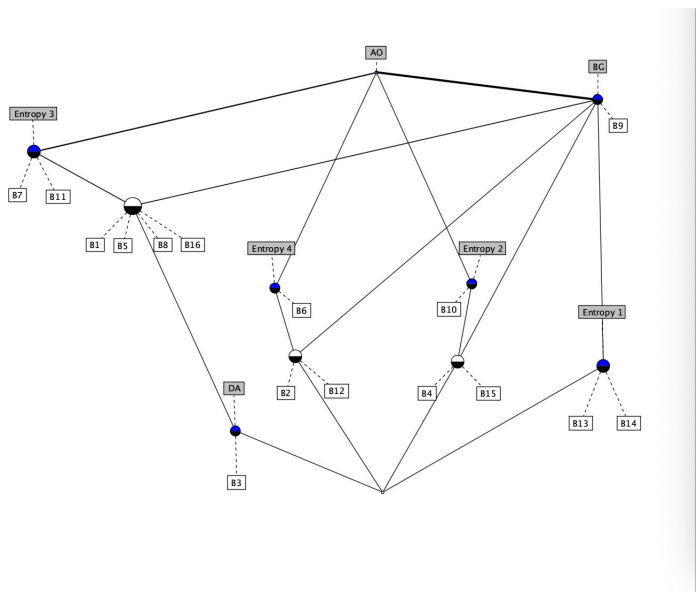 AO
BG
B9
Entropy 3
B7
B11
B1
B5
B8
B16
Entropy 4
Entropy 2
B6
B10
Entropy 1
DA
B2
B12
B4
B15
B13
B14
B3